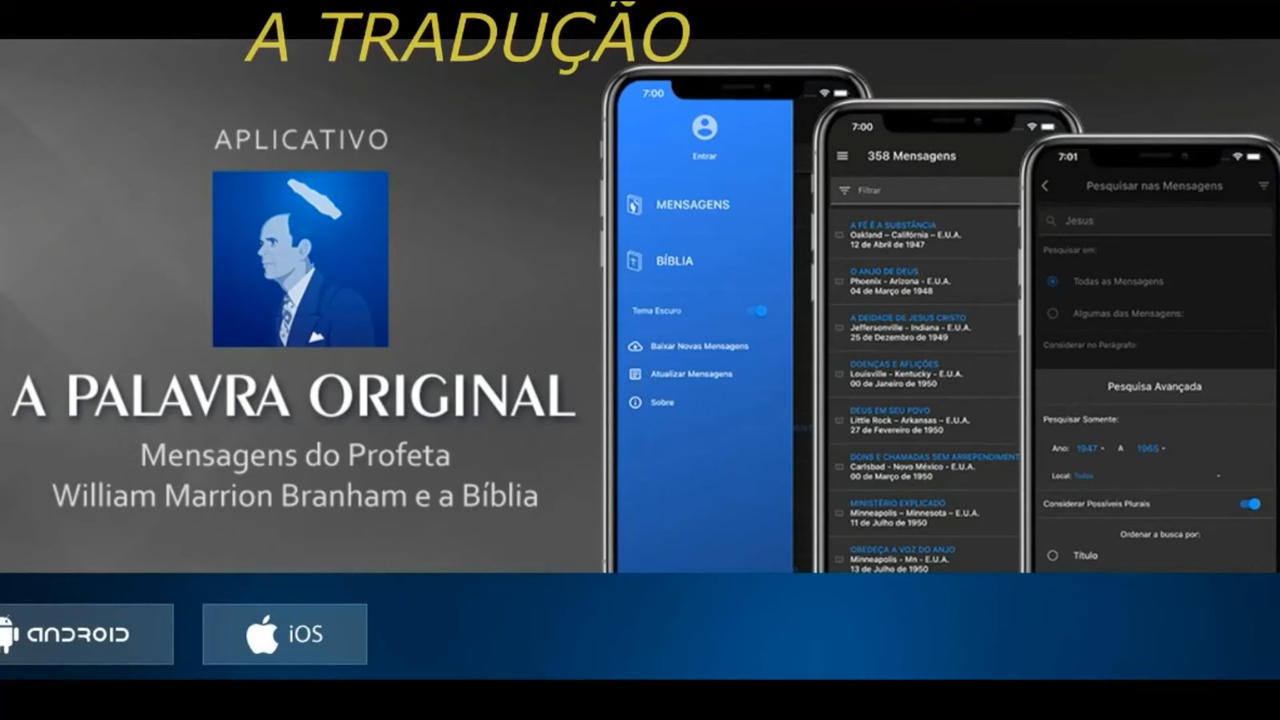 A TRADUÇÃO
APLICATIVO
A PALAVRA ORIGINAL
Mensagens do Profeta
William Marrion Branham e a Bíblia
ANDROID
iOS
7:00
Entrar
MENSAGENS
BÍBLIA
Tema Escuro
Baixar Novas Mensagens
Atualizar Mensagens
Sobre
7:00
358 Mensagens
Filtrar
A FÉ É A SUBSTÂNCIA
Oakland – Califórnia – E.U.A.
12 de Abril de 1947
O ANJO DE DEUS
Phoenix - Arizona - E.U.A.
04 de Março de 1948
A DEIDADE DE JESUS CRISTO
Jeffersonville - Indiana - E.U.A.
25 de Dezembro de 1949
DOENÇAS E AFLIÇÕES
Louisville - Kentucky - E.U.A.
00 de Janeiro de 1950
DEUS EM SEU POVO
Little Rock – Arkansas – E.U.A.
27 de Fevereiro de 1950
DONS E CHAMADAS SEM ARREPENDIMENT
Carlsbad - Novo México - E.U.A.
00 de Março de 1950
MINISTÉRIO EXPLICADO
Minneapolis – Minnesota – E.U.A.
11 de Julho de 1950
OBEDEÇA A VOZ DO ANJO
Minneapolis - Mn - E.U.A.
13 de Julho de 1950
7:01
Pesquisar nas Mensagens
Jesus
Pesquisar em:
Todas as Mensagens
Algumas das Mensagens:
Considerar no Parágrafo:
Pesquisa Avançada
Pesquisar Somente:
Ano: 1947 A 1965
Local: Todos
Considerar Possíveis Plurais
Ordenar a busca por:
Título